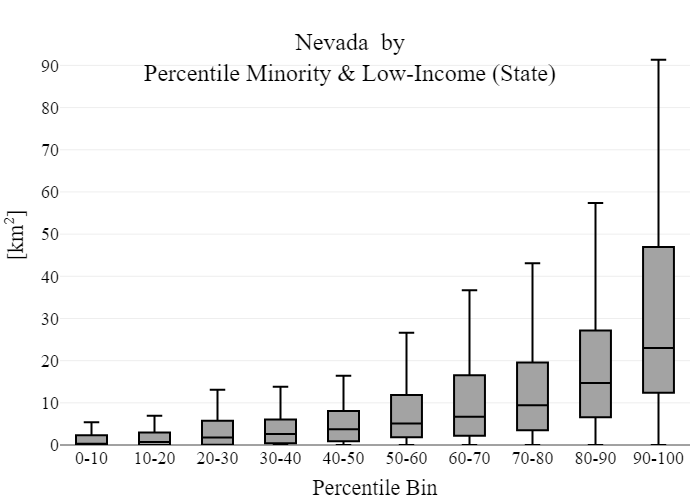 Nevada by
Percentile Minority & Low-Income (State)
90
80
70
60
50
40
30
20
10
0
[km²]
0-10 10-20 20-30 30-40 40-50 50-60 60-70 70-80 80-90 90-100
Percentile Bin